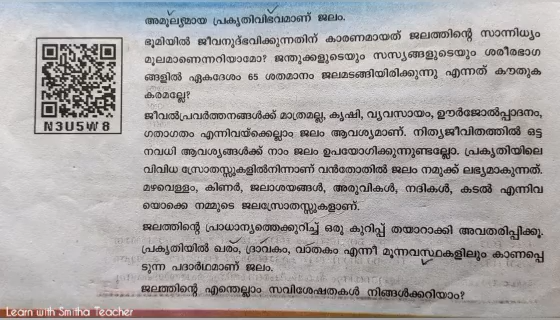 അമൂല്യമായ പ്രകൃതിവിഭവമാണ് ജലം.
ഭൂമിയിൽ ജീവനുദ്ഭവിക്കുന്നതിന് കാരണമായത് ജലത്തിന്റെ സാന്നിധ്യം
മൂലമാണെന്നറിയാമോ? ജന്തുക്കളുടെയും സസ്യങ്ങളുടെയും ശരീരഭാഗ
ങ്ങളിൽ ഏകദേശം 65 ശതമാനം ജലമടങ്ങിയിരിക്കുന്നു എന്നത് കൗതുക
കരമല്ലേ?
N3U5W8
ജീവൽപ്രവർത്തനങ്ങൾക്ക് മാത്രമല്ല, കൃഷി, വ്യവസായം, ഊർജോൽപ്പാദനം,
ഗതാഗതം എന്നിവയ്ക്കെല്ലാം ജലം ആവശ്യമാണ്. നിത്യജീവിതത്തിൽ ഒട്ട
നവധി ആവശ്യങ്ങൾക്ക് നാം ജലം ഉപയോഗിക്കുന്നുണ്ടല്ലോ. പ്രകൃതിയിലെ
വിവിധ സ്രോതസ്സുകളിൽനിന്നാണ് വൻതോതിൽ ജലം നമുക്ക് ലഭ്യമാകുന്നത്.
മഴവെള്ളം, കിണർ, ജലാശയങ്ങൾ, അരുവികൾ, നദികൾ, കടൽ എന്നിവ
യൊക്കെ നമ്മുടെ ജലസ്രോതസ്സുകളാണ്.
ജലത്തിന്റെ പ്രാധാന്യത്തെക്കുറിച്ച് ഒരു കുറിപ്പ് തയാറാക്കി അവതരിപ്പിക്കൂ.
പ്രകൃതിയിൽ ഖരം, ദ്രാവകം, വാതകം എന്നീ മൂന്നവസ്ഥകളിലും കാണപ്പെ
ടുന്ന പദാർഥമാണ് ജലം.
ജലത്തിന്റെ എന്തെല്ലാം സവിശേഷതകൾ നിങ്ങൾക്കറിയാം?
Learn with Smitha Teacher